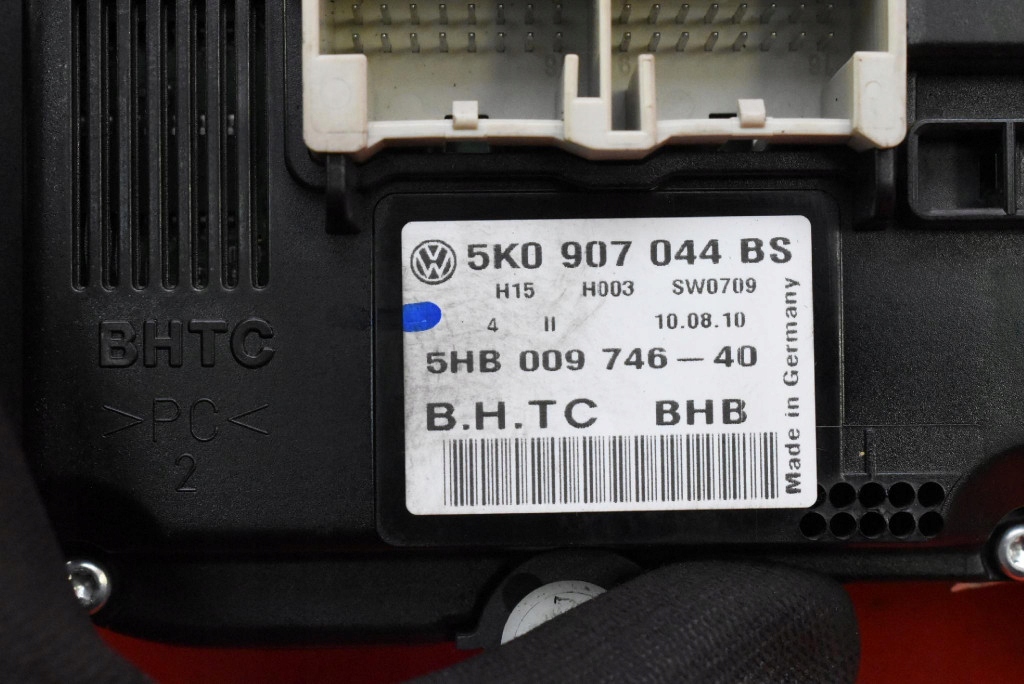 5K0 907 044 BS
H15 H003 SW0709
4 II 10.08.10
5HB 009 746-40
B.H.TC BHB
Made in Germany
BHTC
>PC<
2